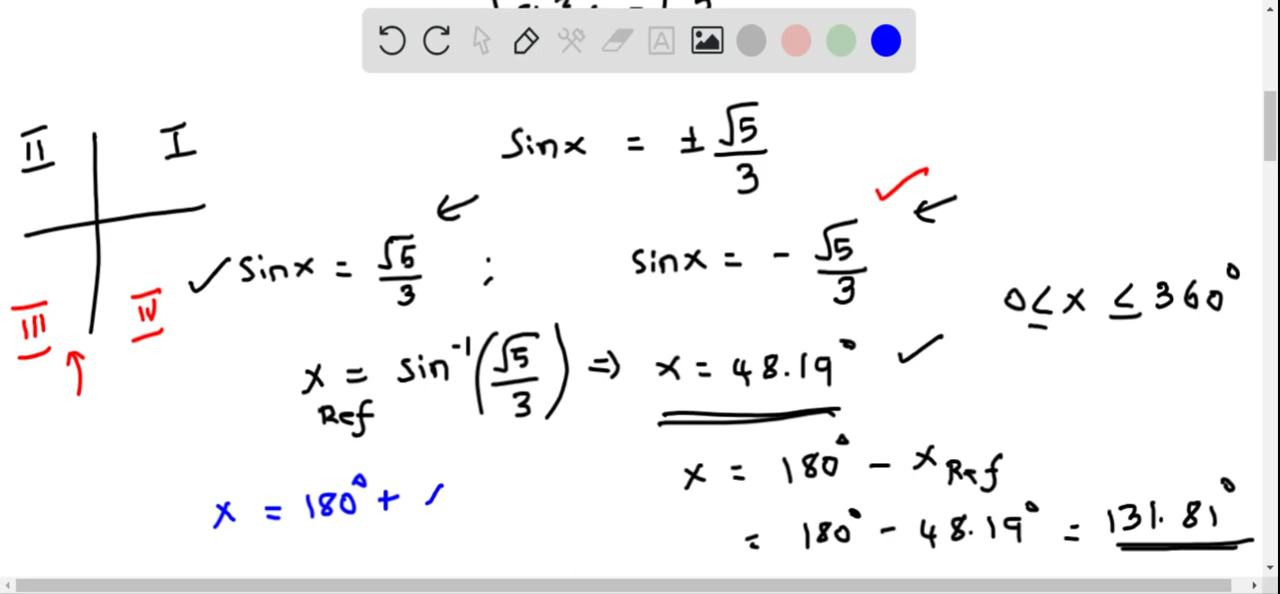 II I
sin x = ± √5/3
sin x = √5/3 ; sin x = - √5/3
0 ≤ x ≤ 360°
III IV
x Ref = sin⁻¹(√5/3) ⇒ x = 48.19°
x = 180° - x Ref
x = 180° +
= 180° - 48.19° = 131.81°